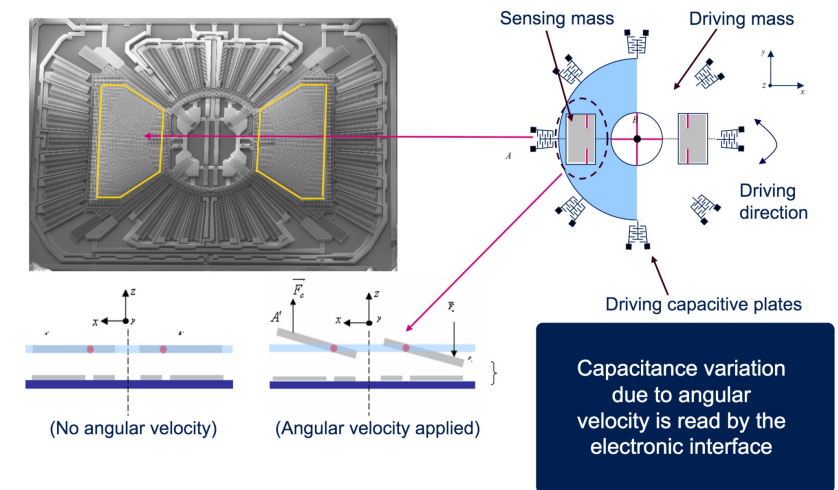 Sensing mass
Driving mass
y
z
x
B
A
Driving
direction
Driving capacitive plates
z
x
y
(No angular velocity)
F_c
A'
z
x
y
(Angular velocity applied)
Capacitance variation
due to angular
velocity is read by the
electronic interface